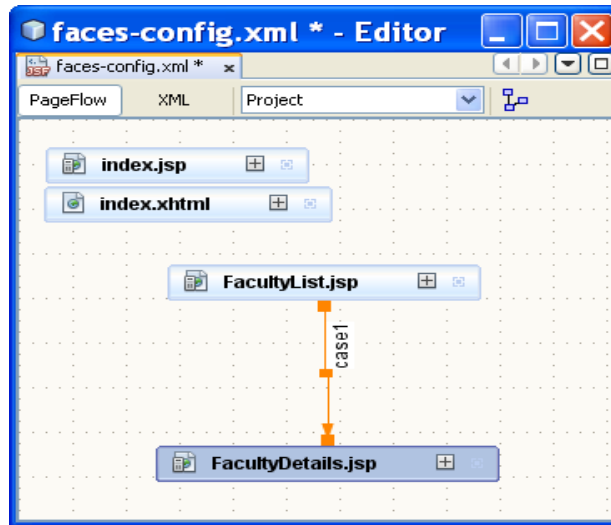 faces-config.xml * - Editor
faces-config.xml *
PageFlow XML Project
index.jsp
index.xhtml
FacultyList.jsp
case1
FacultyDetails.jsp